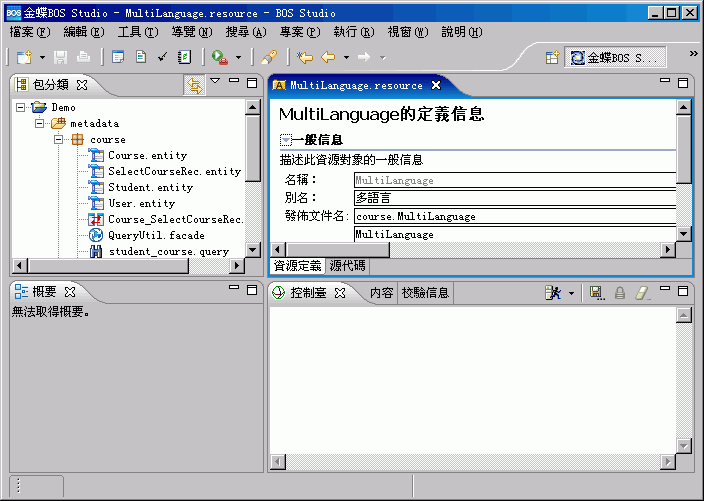 BOS 金蝶BOS Studio - MultiLanguage.resource - BOS Studio
檔案(F) 編輯(E) 工具(T) 導覽(N) 搜尋(A) 專案(P) 執行(R) 視窗(W) 說明(H)
金蝶BOS S...
包分類
Demo
metadata
course
Course.entity
SelectCourseRec.entity
Student.entity
User.entity
Course_SelectCourseRec.
QueryUtil.facade
student_course.query
MultiLanguage.resource
MultiLanguage的定義信息
一般信息
描述此資源對象的一般信息
名稱： MultiLanguage
別名： 多語言
發佈文件名: course.MultiLanguage
MultiLanguage
資源定義 源代碼
概要
無法取得概要。
控制臺 內容 校驗信息